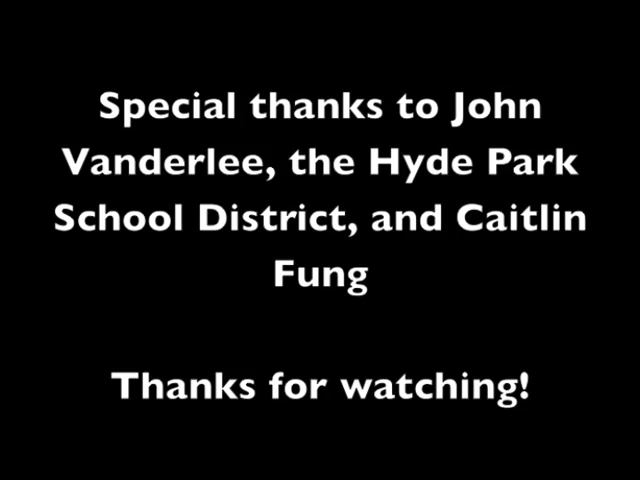 Special thanks to John
Vanderlee, the Hyde Park
School District, and Caitlin
Fung
Thanks for watching!